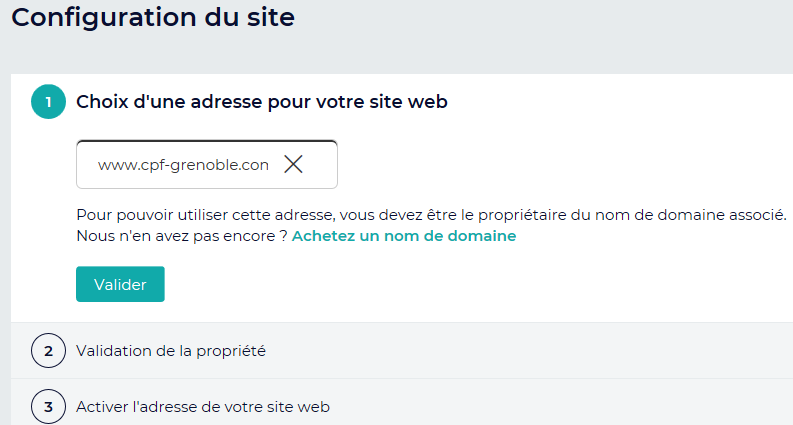 Configuration du site
1 Choix d'une adresse pour votre site web
www.cpf-grenoble.con
Pour pouvoir utiliser cette adresse, vous devez être le propriétaire du nom de domaine associé.
Nous n'en avez pas encore ? Achetez un nom de domaine
Valider
2 Validation de la propriété
3 Activer l'adresse de votre site web